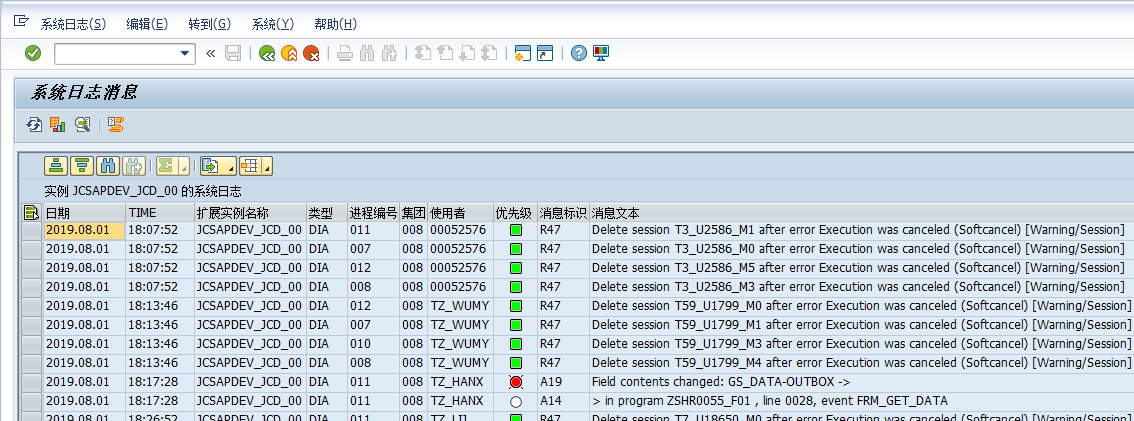 系统日志(S) 编辑(E) 转到(G) 系统(Y) 帮助(H)
系统日志消息
实例 JCSAPDEV_JCD_00 的系统日志
日期 TIME 扩展实例名称 类型 进程编号 集团 使用者 优先级 消息标识 消息文本
2019.08.01 18:07:52 JCSAPDEV_JCD_00 DIA 011 008 00052576 R47 Delete session T3_U2586_M1 after error Execution was canceled (Softcancel) [Warning/Session]
2019.08.01 18:07:52 JCSAPDEV_JCD_00 DIA 007 008 00052576 R47 Delete session T3_U2586_M0 after error Execution was canceled (Softcancel) [Warning/Session]
2019.08.01 18:07:52 JCSAPDEV_JCD_00 DIA 012 008 00052576 R47 Delete session T3_U2586_M5 after error Execution was canceled (Softcancel) [Warning/Session]
2019.08.01 18:07:52 JCSAPDEV_JCD_00 DIA 008 008 00052576 R47 Delete session T3_U2586_M3 after error Execution was canceled (Softcancel) [Warning/Session]
2019.08.01 18:13:46 JCSAPDEV_JCD_00 DIA 012 008 TZ_WUMY R47 Delete session T59_U1799_M0 after error Execution was canceled (Softcancel) [Warning/Session]
2019.08.01 18:13:46 JCSAPDEV_JCD_00 DIA 007 008 TZ_WUMY R47 Delete session T59_U1799_M1 after error Execution was canceled (Softcancel) [Warning/Session]
2019.08.01 18:13:46 JCSAPDEV_JCD_00 DIA 010 008 TZ_WUMY R47 Delete session T59_U1799_M3 after error Execution was canceled (Softcancel) [Warning/Session]
2019.08.01 18:13:46 JCSAPDEV_JCD_00 DIA 008 008 TZ_WUMY R47 Delete session T59_U1799_M4 after error Execution was canceled (Softcancel) [Warning/Session]
2019.08.01 18:17:28 JCSAPDEV_JCD_00 DIA 011 008 TZ_HANX A19 Field contents changed: GS_DATA-OUTBOX ->
2019.08.01 18:17:28 JCSAPDEV_JCD_00 DIA 011 008 TZ_HANX A14 > in program ZSHR0055_F01 , line 0028, event FRM_GET_DATA
2019.08.01 18:26:52 JCSAPDEV_JCD_00 DIA 011 008 R47 Delete session T7_U18650_M0 after error Execution was canceled (Softcancel) [Warning/Session]